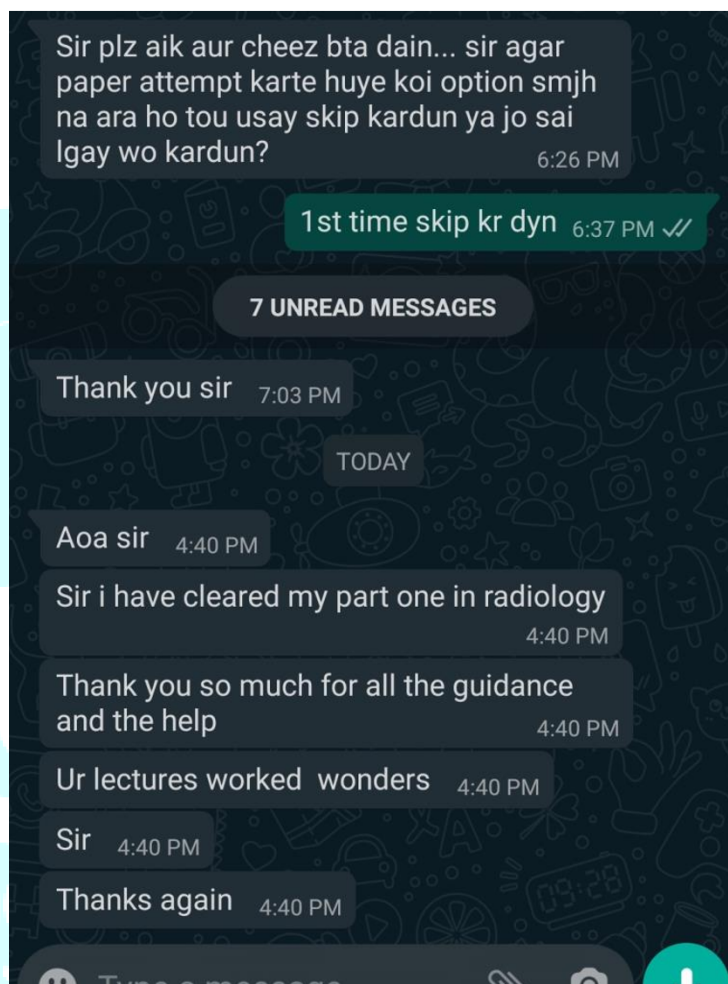 Sir plz aik aur cheez bta dain... sir agar
paper attempt karte huye koi option smjh
na ara ho tou usay skip kardun ya jo sai
lgay wo kardun?
6:26 PM
1st time skip kr dyn 6:37 PM
7 UNREAD MESSAGES
Thank you sir 7:03 PM
TODAY
Aoa sir 4:40 PM
Sir i have cleared my part one in radiology
4:40 PM
Thank you so much for all the guidance
and the help 4:40 PM
Ur lectures worked wonders 4:40 PM
Sir 4:40 PM
Thanks again 4:40 PM
09:28